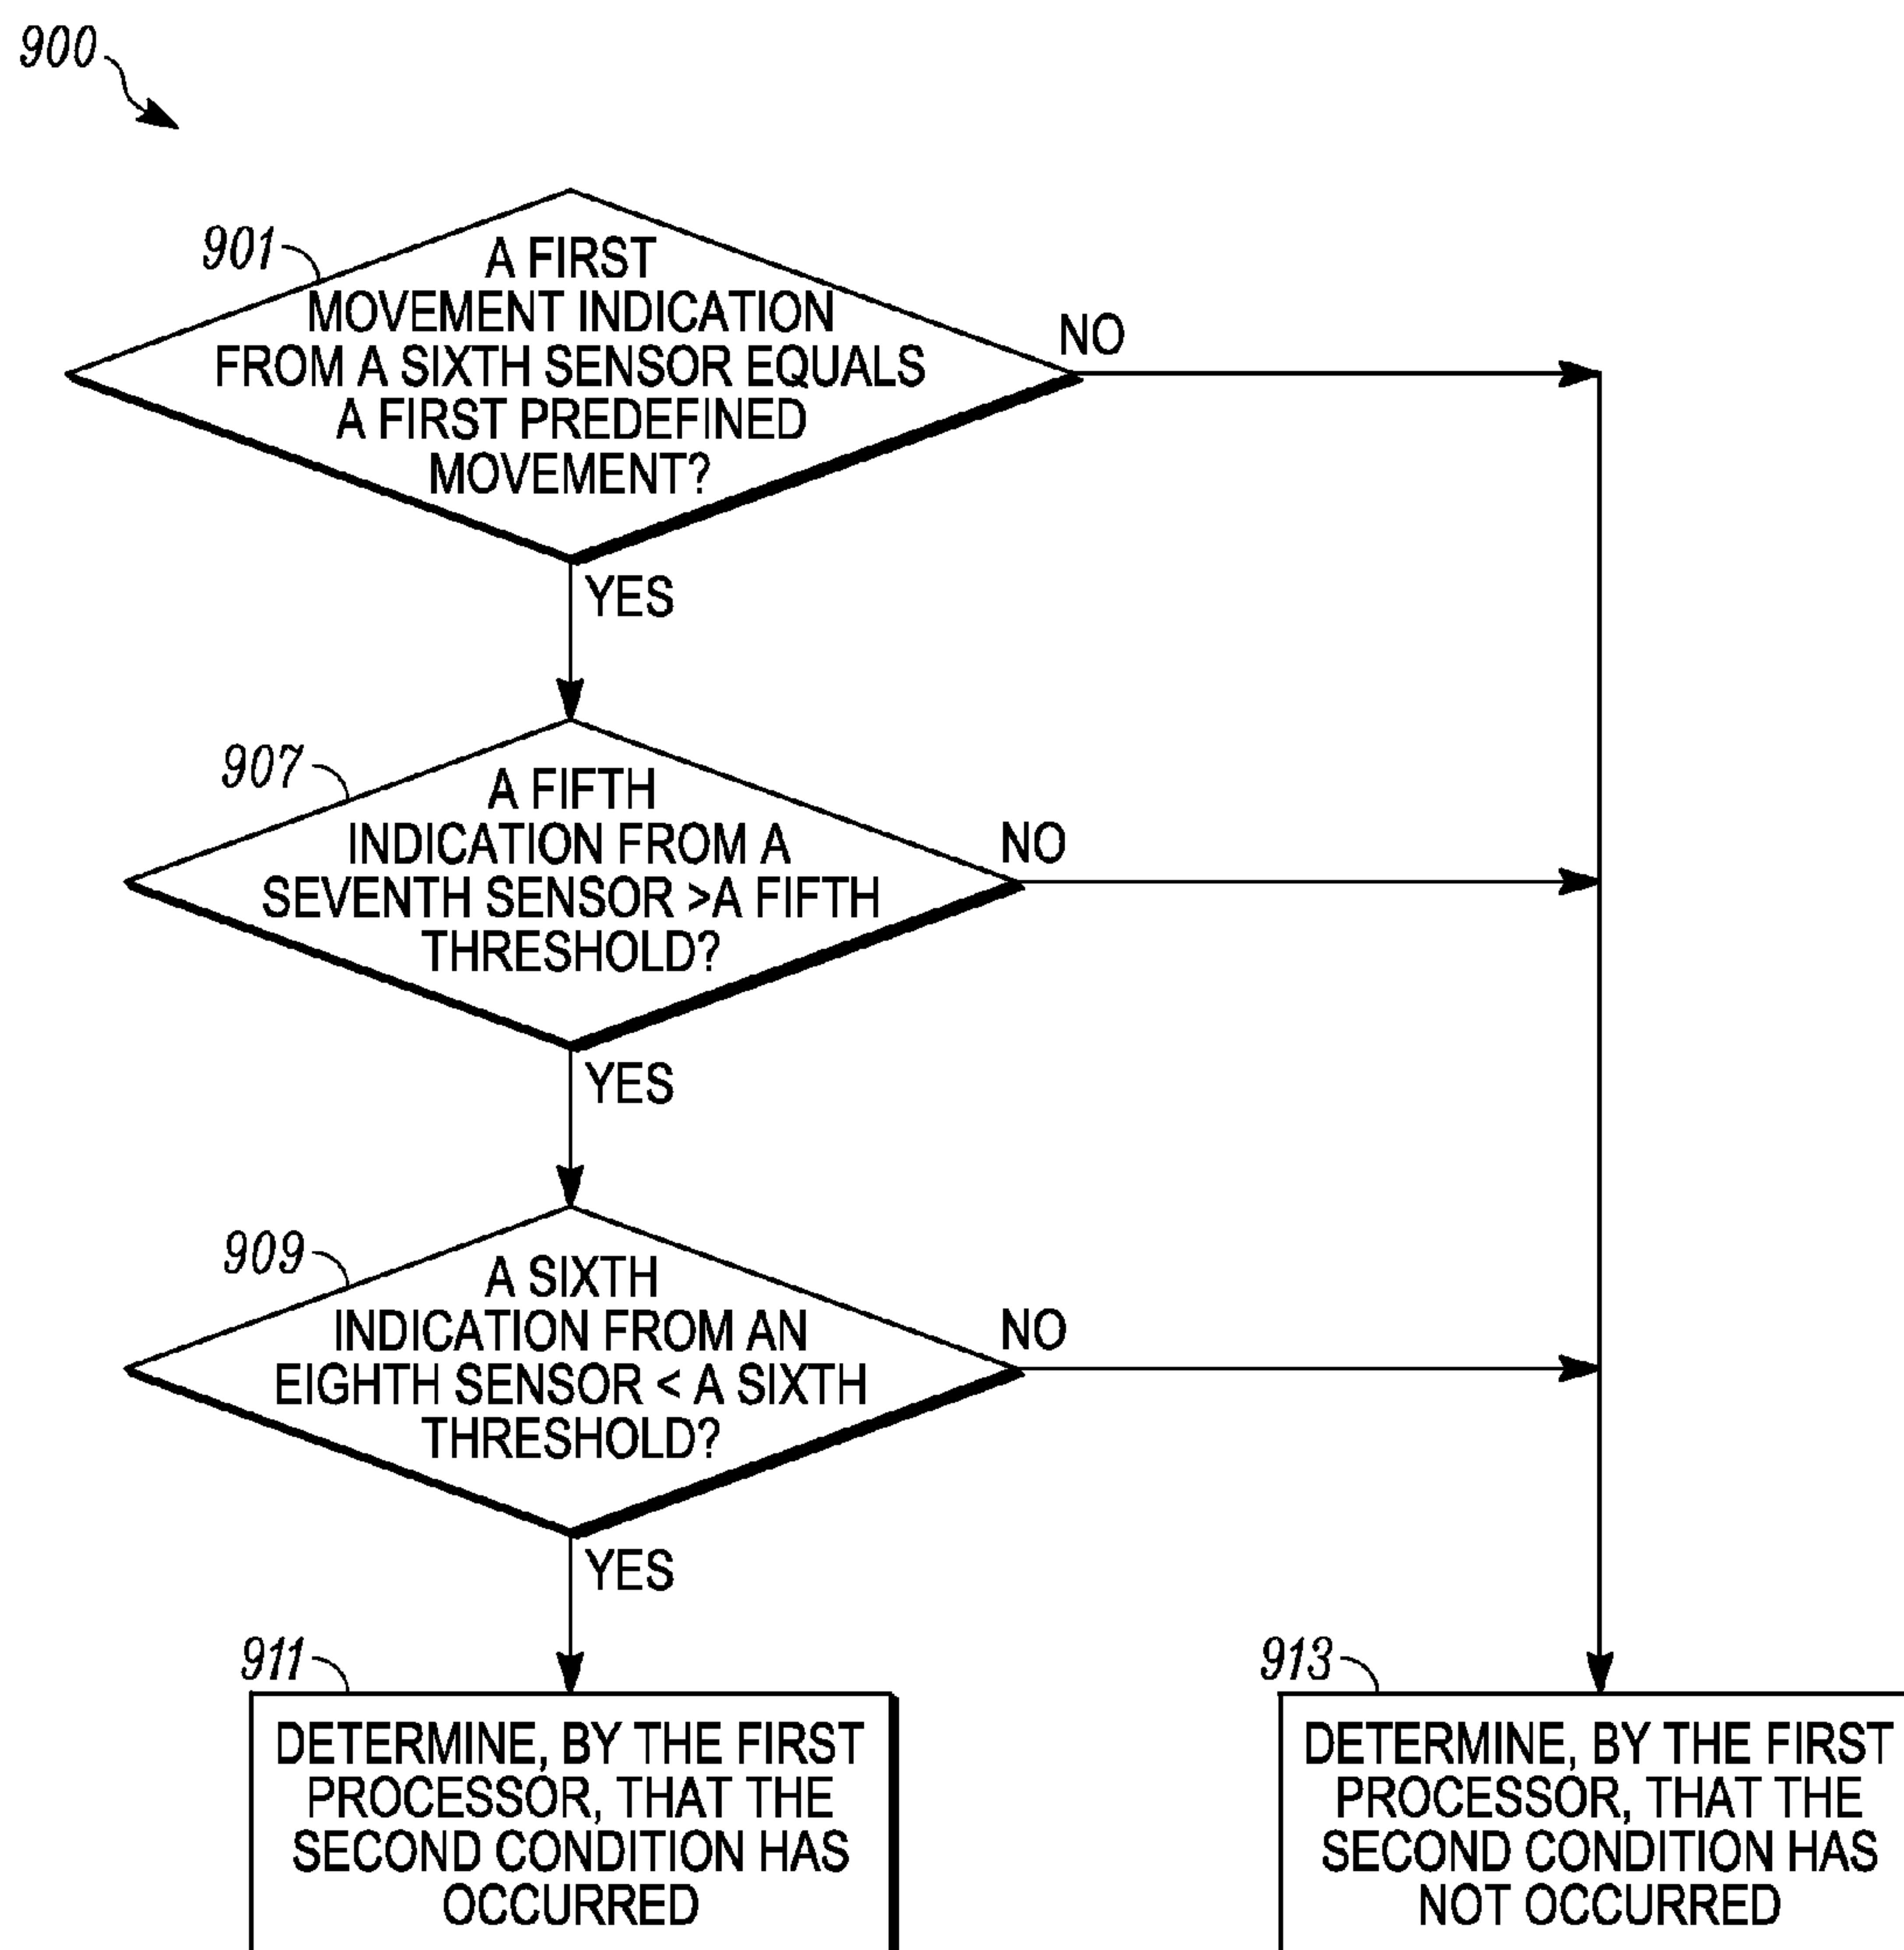 900
901
A FIRST
MOVEMENT INDICATION
FROM A SIXTH SENSOR EQUALS
A FIRST PREDEFINED
MOVEMENT?
NO
YES
907
A FIFTH
INDICATION FROM A
SEVENTH SENSOR >A FIFTH
THRESHOLD?
NO
YES
909
A SIXTH
INDICATION FROM AN
EIGHTH SENSOR < A SIXTH
THRESHOLD?
NO
YES
911
DETERMINE, BY THE FIRST
PROCESSOR, THAT THE
SECOND CONDITION HAS
OCCURRED
913
DETERMINE, BY THE FIRST
PROCESSOR, THAT THE
SECOND CONDITION HAS
NOT OCCURRED